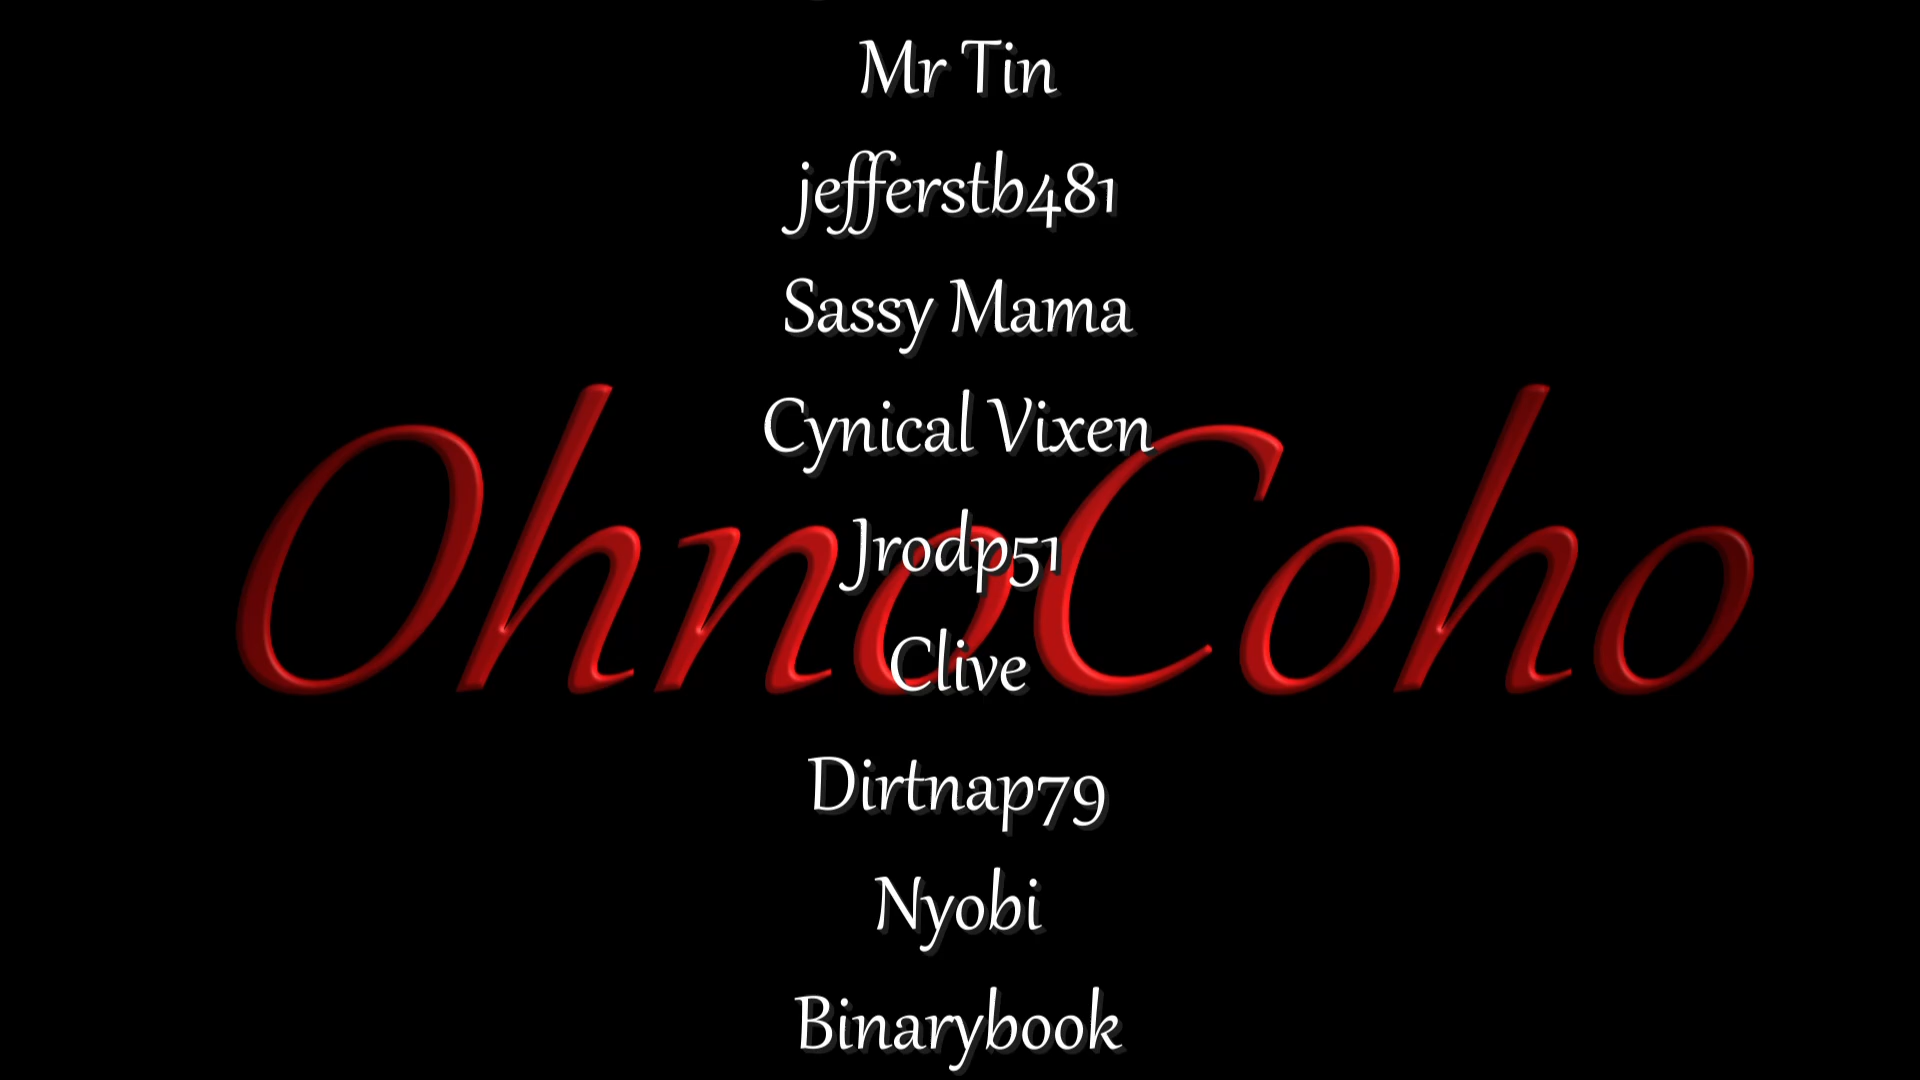 Mr Tin
jefferstb481
Sassy Mama
Cynical Vixen
OhnoCoho
Jrodp51
Clive
Dirtnap79
Nyobi
Binarybook